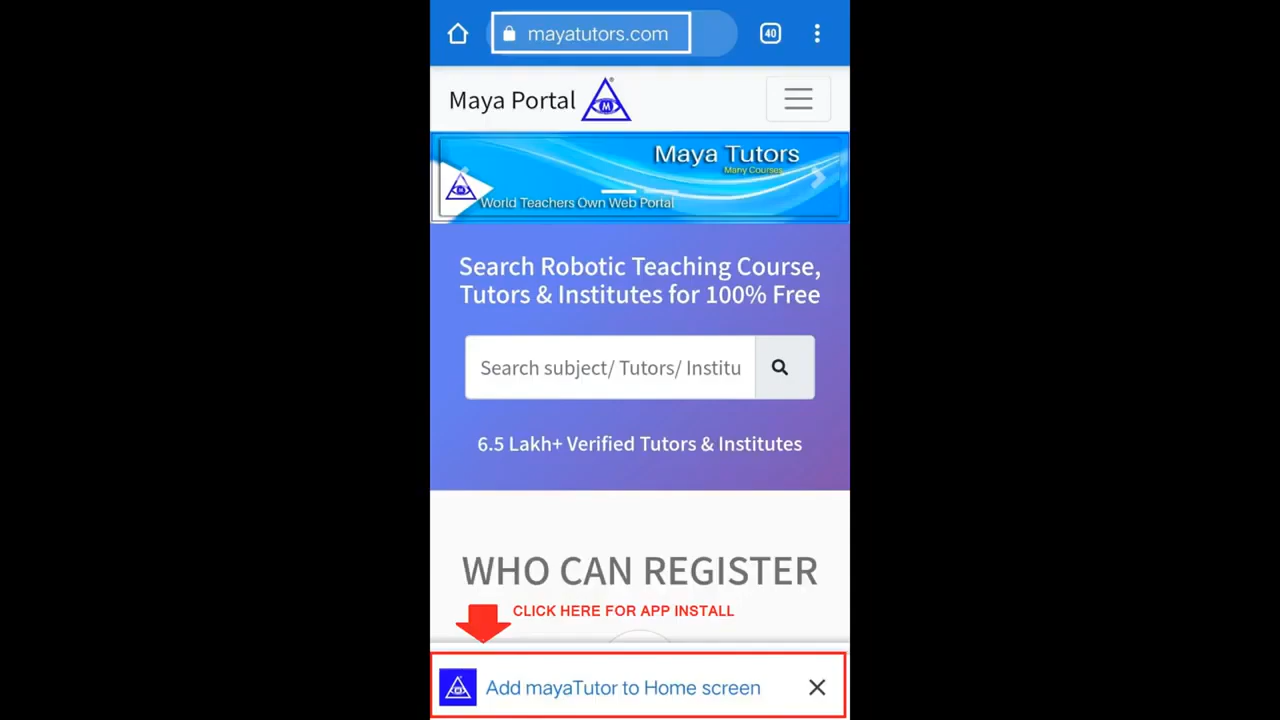 mayatutors.com
40
Maya Portal
M
Maya Tutors
Many Courses
World Teachers Own Web Portal
Search Robotic Teaching Course,
Tutors & Institutes for 100% Free
Search subject/ Tutors/ Institu
6.5 Lakh+ Verified Tutors & Institutes
WHO CAN REGISTER
CLICK HERE FOR APP INSTALL
Add mayaTutor to Home screen